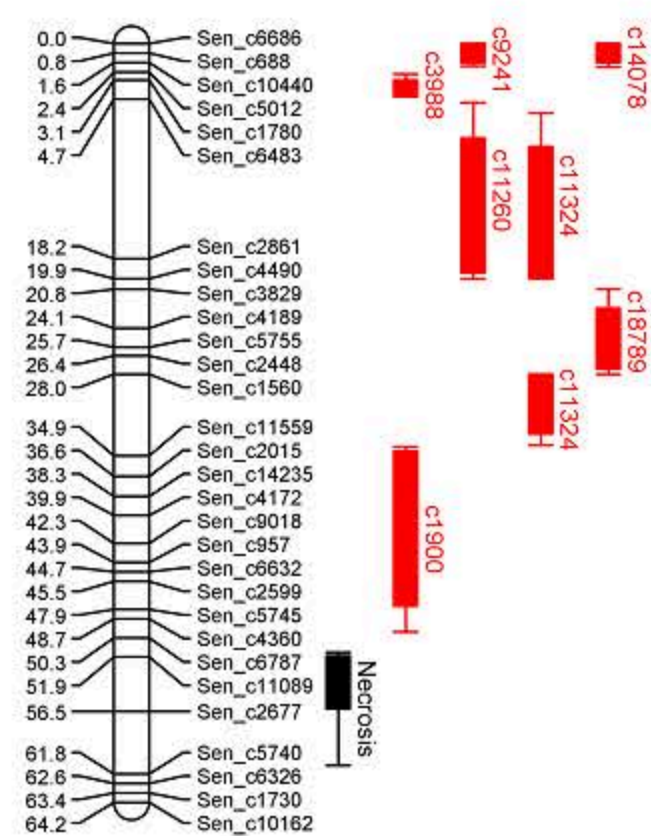 0.0 Sen_c6686
0.8 Sen_c688
1.6 Sen_c10440
2.4 Sen_c5012
3.1 Sen_c1780
4.7 Sen_c6483
18.2 Sen_c2861
19.9 Sen_c4490
20.8 Sen_c3829
24.1 Sen_c4189
25.7 Sen_c5755
26.4 Sen_c2448
28.0 Sen_c1560
34.9 Sen_c11559
36.6 Sen_c2015
38.3 Sen_c14235
39.9 Sen_c4172
42.3 Sen_c9018
43.9 Sen_c957
44.7 Sen_c6632
45.5 Sen_c2599
47.9 Sen_c5745
48.7 Sen_c4360
50.3 Sen_c6787
51.9 Sen_c11089
56.5 Sen_c2677
61.8 Sen_c5740
62.6 Sen_c6326
63.4 Sen_c1730
64.2 Sen_c10162
Necrosis
c3988
c1900
c9241
c11260
c11324
c11324
c14078
c18789